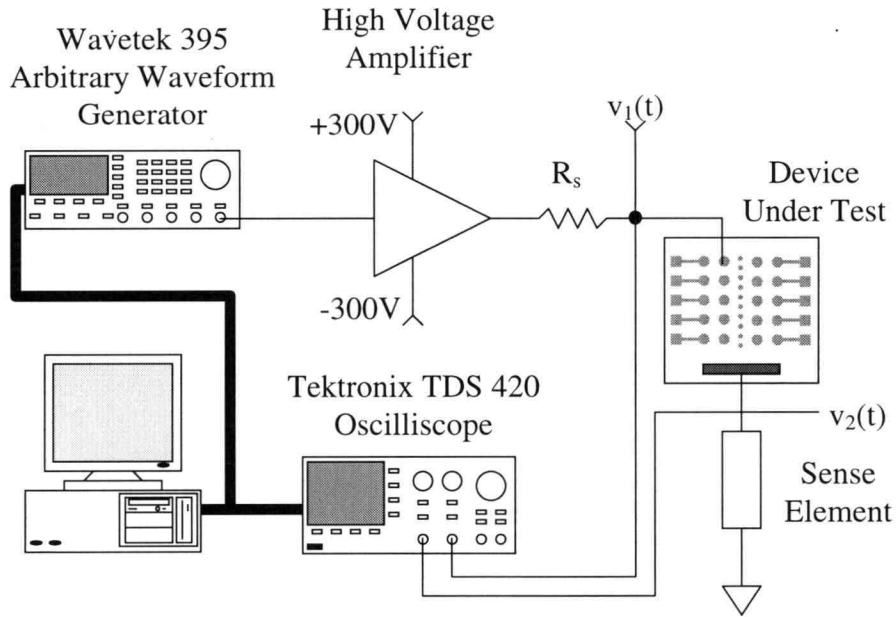 Wavetek 395
Arbitrary Waveform
Generator
High Voltage
Amplifier
+300V
-300V
Rs
v1(t)
Device
Under Test
Tektronix TDS 420
Oscilliscope
v2(t)
Sense
Element